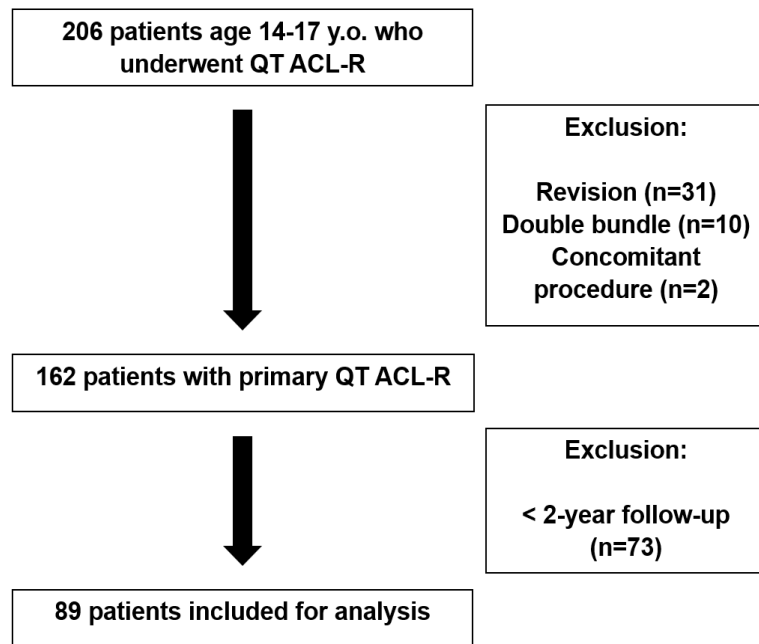 206 patients age 14-17 y.o. who
underwent QT ACL-R
Exclusion:
Revision (n=31)
Double bundle (n=10)
Concomitant
procedure (n=2)
162 patients with primary QT ACL-R
Exclusion:
< 2-year follow-up
(n=73)
89 patients included for analysis